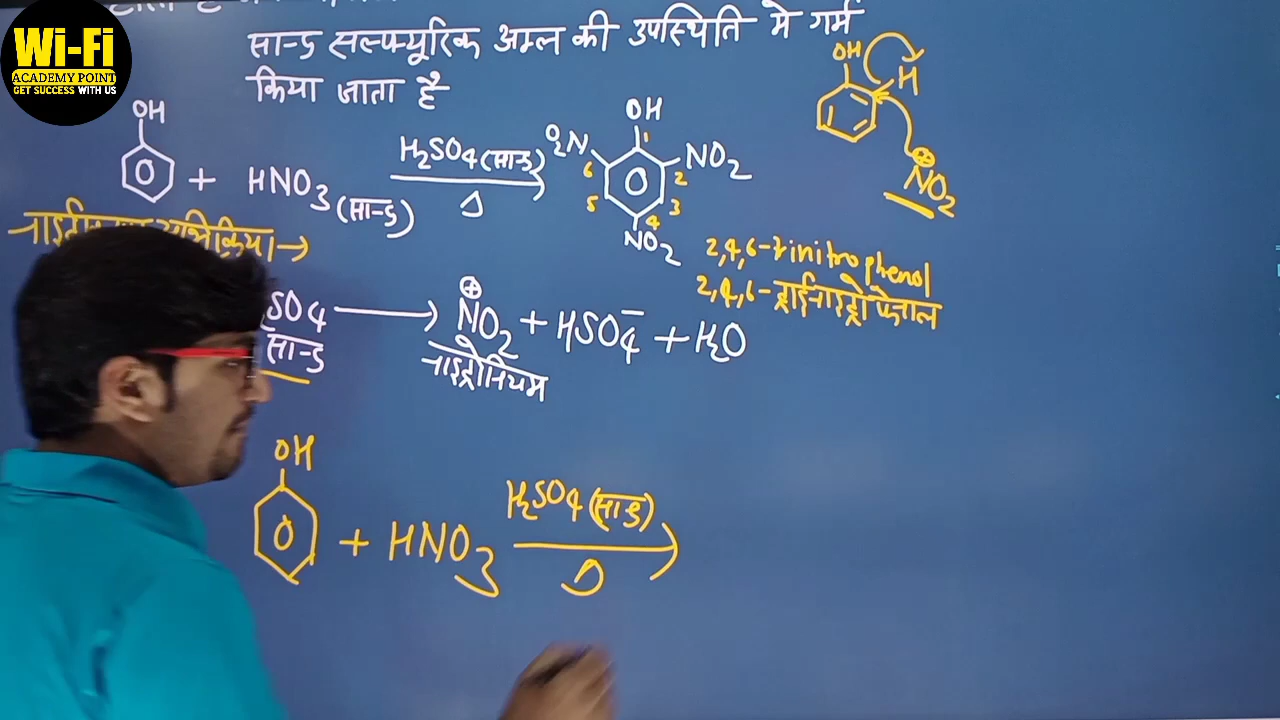 Wi-Fi
ACADEMY POINT
GET SUCCESS WITH US
सान्ड सल्फ्यूरिक अम्ल की उपस्थिति मे गर्म
किया जाता है
OH
H
⊕
NO2
OH
+ HNO3 (सान्ड)
H2SO4 (सान्ड)
Δ
OH
O2N
NO2
NO2
1
2
3
4
5
6
2,4,6-trinitrophenol
2,4,6-ट्राईनाइट्रो फिनाल
SO4
सान्ड
⊕
NO2 + HSO4⁻ + H2O
नाइट्रोनियम
OH
+ HNO3
H2SO4 (सान्ड)
Δ